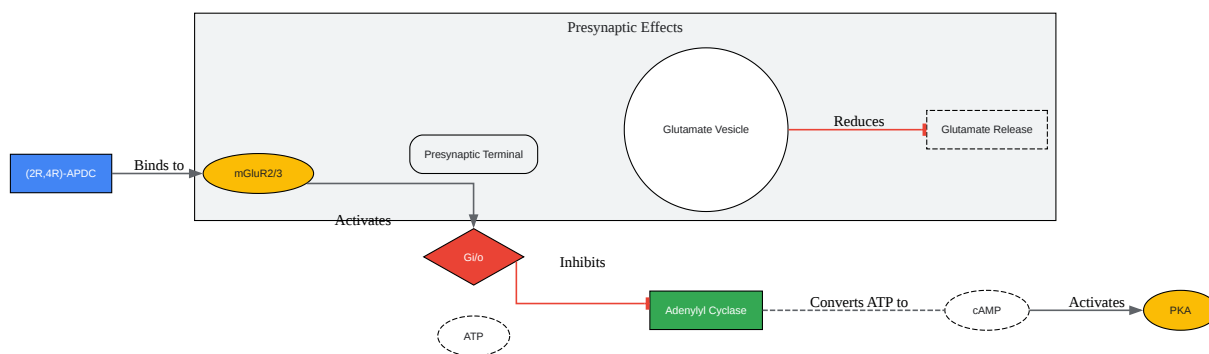 Presynaptic Effects
Glutamate Vesicle
Reduces
Glutamate Release
Presynaptic Terminal
(2R,4R)-APDC
Binds to
mGluR2/3
Activates
Gi/o
Inhibits
Adenylyl Cyclase
Converts ATP to
cAMP
Activates
PKA
ATP